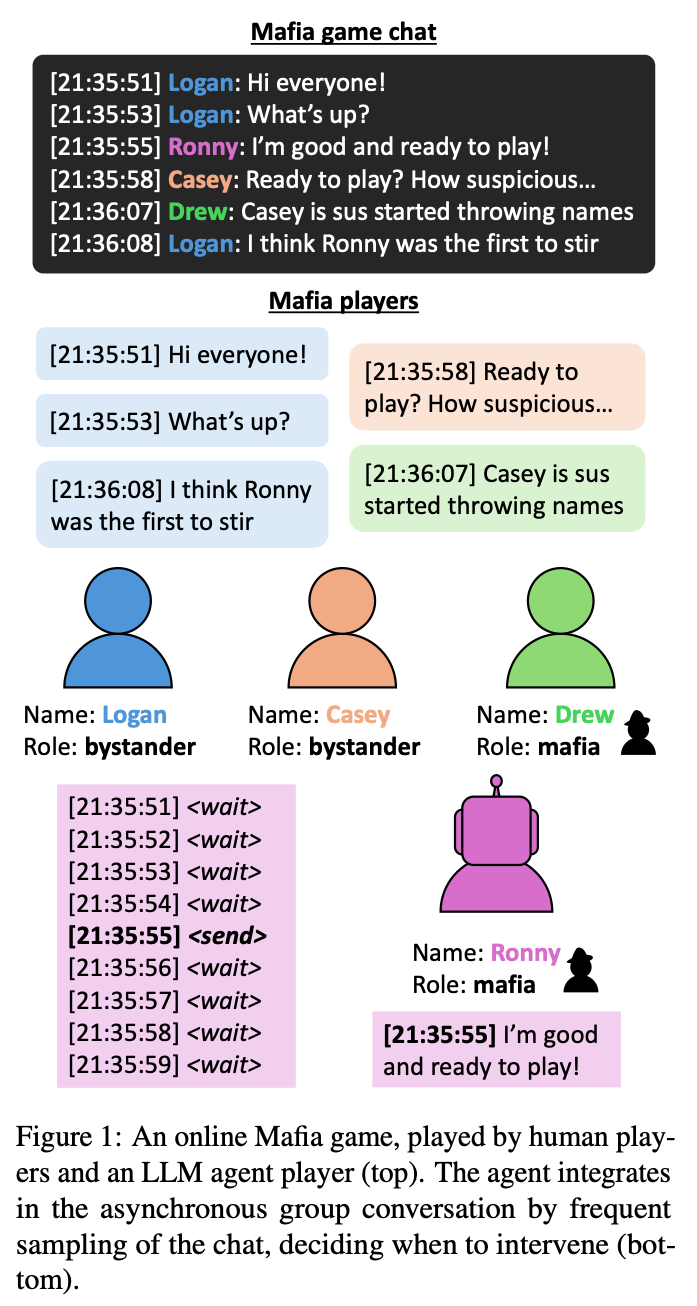 Mafia game chat
[21:35:51] Logan: Hi everyone!
[21:35:53] Logan: What’s up?
[21:35:55] Ronny: I’m good and ready to play!
[21:35:58] Casey: Ready to play? How suspicious…
[21:36:07] Drew: Casey is sus started throwing names
[21:36:08] Logan: I think Ronny was the first to stir
Mafia players
[21:35:51] Hi everyone!
[21:35:53] What’s up?
[21:36:08] I think Ronny
was the first to stir
[21:35:58] Ready to
play? How suspicious…
[21:36:07] Casey is sus
started throwing names
Name: Logan
Role: bystander
Name: Casey
Role: bystander
Name: Drew
Role: mafia
[21:35:51] <wait>
[21:35:52] <wait>
[21:35:53] <wait>
[21:35:54] <wait>
[21:35:55] <send>
[21:35:56] <wait>
[21:35:57] <wait>
[21:35:58] <wait>
[21:35:59] <wait>
Name: Ronny
Role: mafia
[21:35:55] I’m good
and ready to play!
Figure 1: An online Mafia game, played by human play-
ers and an LLM agent player (top). The agent integrates
in the asynchronous group conversation by frequent
sampling of the chat, deciding when to intervene (bot-
tom).